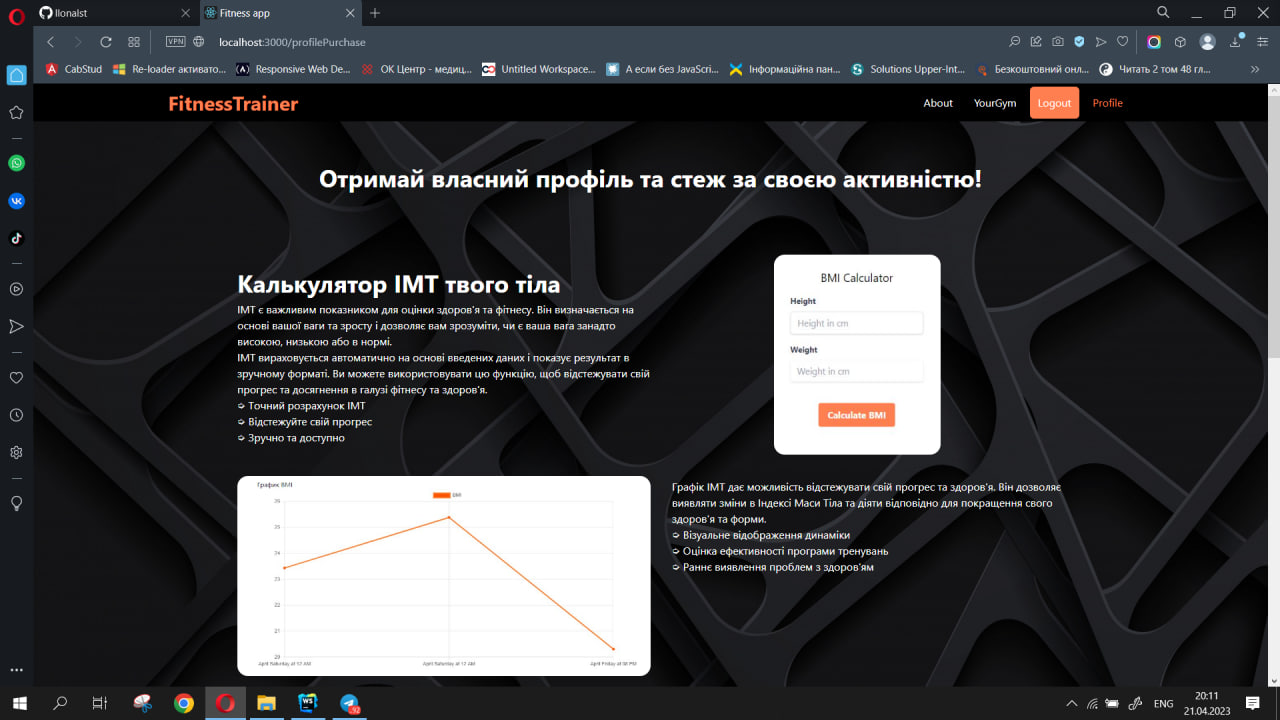 Ilonalst
Fitness app
VPN
localhost:3000/profilePurchase
CabStud
Re-loader активато...
Responsive Web De...
ОК Центр - медиц...
Untitled Workspace...
А если без JavaScri...
Інформаційна пан...
Solutions Upper-Int...
Безкоштовний онл...
Читать 2 том 48 гл...
FitnessTrainer
About
YourGym
Logout
Profile
Отримай власний профіль та стеж за своєю активністю!
Калькулятор ІМТ твого тіла
ІМТ є важливим показником для оцінки здоров'я та фітнесу. Він визначається на
основі вашої ваги та зросту і дозволяє вам зрозуміти, чи є ваша вага занадто
високою, низькою або в нормі.
ІМТ вираховується автоматично на основі введених даних і показує результат в
зручному форматі. Ви можете використовувати цю функцію, щоб відстежувати свій
прогрес та досягнення в галузі фітнесу та здоров'я.
➭ Точний розрахунок ІМТ
➭ Відстежуйте свій прогрес
➭ Зручно та доступно
BMI Calculator
Height
Height in cm
Weight
Weight in cm
Calculate BMI
График BMI
BMI
26
25
24
23
22
21
20
April Saturday at 12 AM
April Friday at 08 PM
Графік ІМТ дає можливість відстежувати свій прогрес та здоров'я. Він дозволяє
виявляти зміни в Індексі Маси Тіла та діяти відповідно для покращення свого
здоров'я та форми.
➭ Візуальне відображення динаміки
➭ Оцінка ефективності програми тренувань
➭ Раннє виявлення проблем з здоров'ям
WS
92
ENG
20:11
21.04.2023